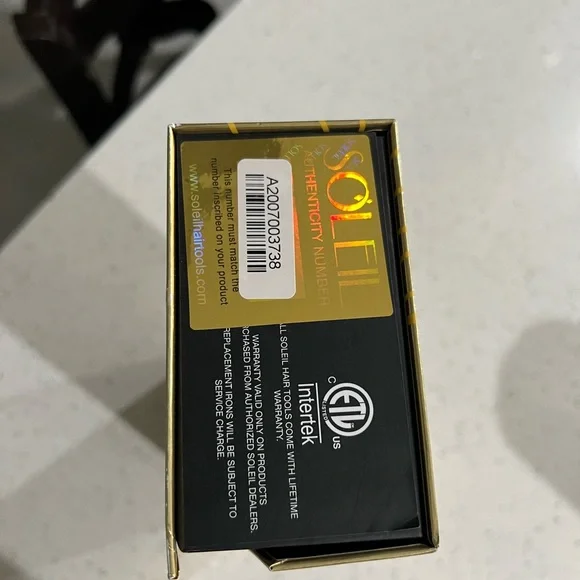 SOLEIL
AUTHENTICITY NUMBER
A2007003738
This number must match the
number inscribed on your product
www.soleilhairtools.com
C
ETL
US
LISTED
Intertek
ALL SOLEIL HAIR TOOLS COME WITH LIFETIME
WARRANTY.
WARRANTY VALID ONLY ON PRODUCTS
PURCHASED FROM AUTHORIZED SOLEIL DEALERS.
REPLACEMENT IRONS WILL BE SUBJECT TO
SERVICE CHARGE.